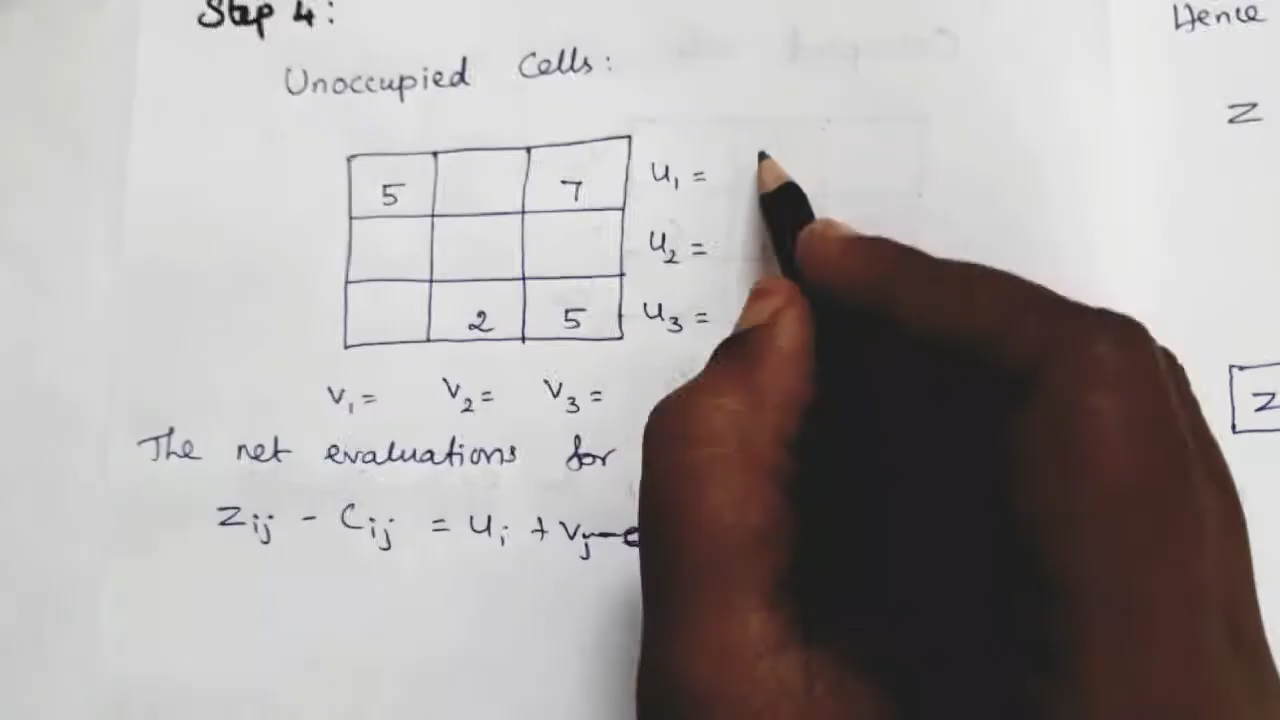 Step 4:
Unoccupied Cells:
5 7 u₁ =
u₂ =
2 5 u₃ =
v₁ = v₂ = v₃ =
The net evaluations for
Zij - Cij = ui + vj -
Hence
Z
Z